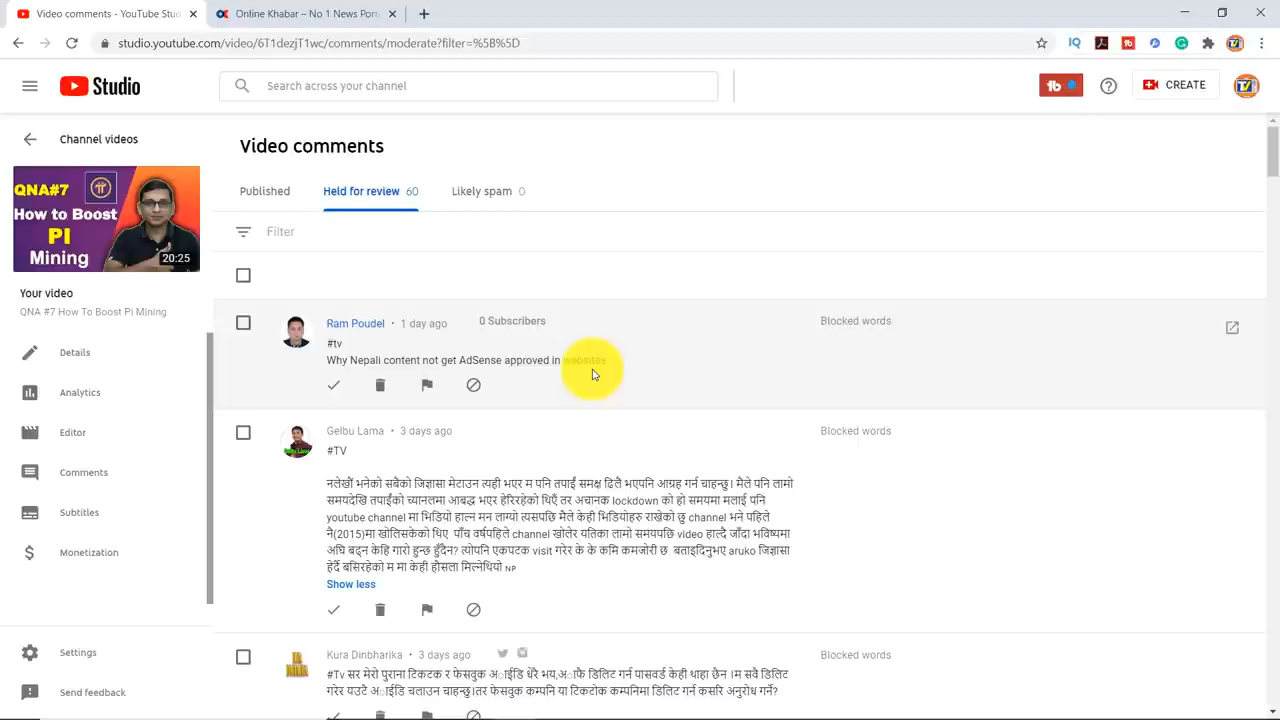 Video comments - YouTube Stu
Online Khabar – No 1 News Port
studio.youtube.com/video/6T1dezjT1wc/comments/moderate?filter=%5B%5D
Studio
Search across your channel
CREATE
Channel videos
QNA#7
How to Boost
PI
Mining
20:25
Your video
QNA #7 How To Boost Pi Mining
Details
Analytics
Editor
Comments
Subtitles
Monetization
Settings
Send feedback
Video comments
Published
Held for review 60
Likely spam 0
Filter
Ram Poudel • 1 day ago 0 Subscribers
Blocked words
#tv
Why Nepali content not get AdSense approved in websites
Gelbu Lama • 3 days ago
Blocked words
#TV
नलेखौं भनेको सबैको जिज्ञासा मेटाउन त्यही भएर म पनि तपाईं समक्ष ढिलै भएपनि आग्रह गर्न चाहन्छु। मैले पनि लामो
समयदेखि तपाईंको च्यानलमा आबद्ध भएर हेरिरहेको थिएँ तर अचानक lockdown को हो समयमा मलाई पनि
youtube channel मा भिडियो हाल्न मन लाग्यो त्यसपछि मैले केही भिडियोहरु राखेको छु channel भने पहिले
नै(2015)मा खोलिसकेको थिए पाँच वर्षपहिले channel खोलेर यतिका लामो समयपछि video हाल्दै जाँदा भविष्यमा
अघि बढ्न केहि गारो हुन्छ हुँदैन? त्योपनि एकपटक visit गरेर के के कमि कमजोरी छ बताइदिनुभए aruko जिज्ञासा
हेर्दै बसिरहेको म मा केही हौसला मिल्नेथियो NP
Show less
Kura Dinbharika • 3 days ago
Blocked words
#Tv सर मेरो पुराना टिकटक र फेसवुक अाईडि धेरै भय,अाफै डिलिट गर्न पासवर्ड केही थाहा छैन ।म सवै डिलिट
गरेर यउटै अाईडि चलाउन चाहन्छु।तर फेसवुक कम्पनि या टिकटोक कम्पनिमा डिलिट गर्न कसरि अनुरोध गर्ने?